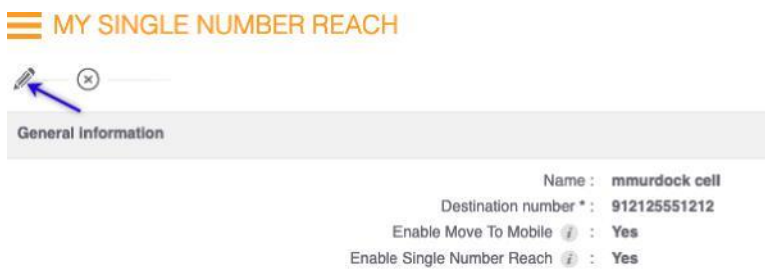 MY SINGLE NUMBER REACH
General information
Name : mmurdock cell
Destination number * : 912125551212
Enable Move To Mobile i : Yes
Enable Single Number Reach i : Yes